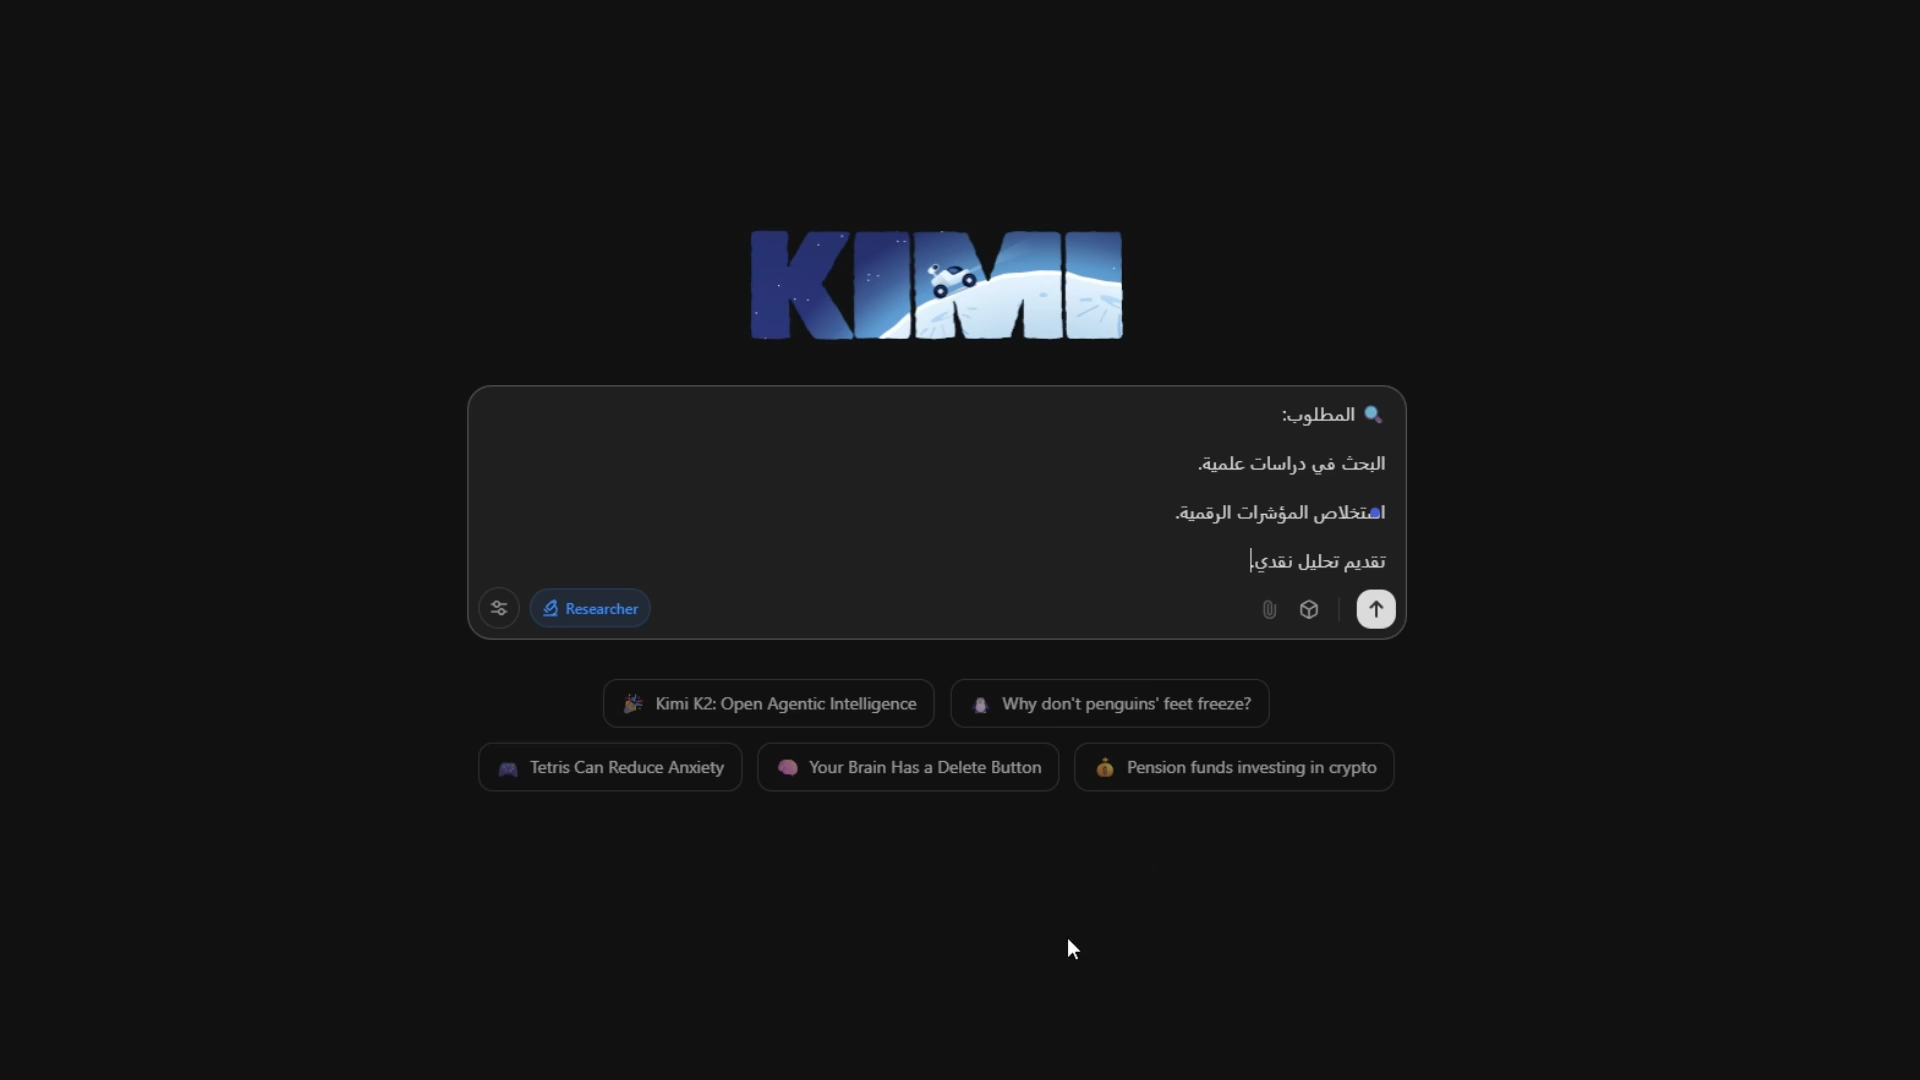 KIMI
🔍 المطلوب:
البحث في دراسات علمية.
استخلاص المؤشرات الرقمية.
تقديم تحليل نقدي.
Researcher
Kimi K2: Open Agentic Intelligence
Why don't penguins' feet freeze?
Tetris Can Reduce Anxiety
Your Brain Has a Delete Button
Pension funds investing in crypto